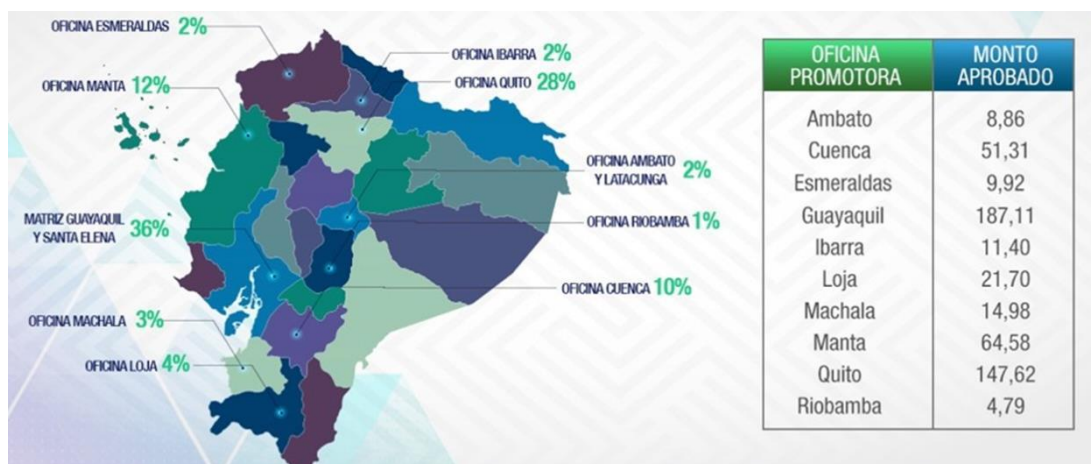 OFICINA ESMERALDAS 2%
OFICINA IBARRA 2%
OFICINA QUITO 28%
OFICINA MANTA 12%
OFICINA AMBATO
Y LATACUNGA 2%
MATRIZ GUAYAQUIL
Y SANTA ELENA 36%
OFICINA RIOBAMBA 1%
OFICINA CUENCA 10%
OFICINA MACHALA 3%
OFICINA LOJA 4%
OFICINA PROMOTORA MONTO APROBADO
Ambato 8,86
Cuenca 51,31
Esmeraldas 9,92
Guayaquil 187,11
Ibarra 11,40
Loja 21,70
Machala 14,98
Manta 64,58
Quito 147,62
Riobamba 4,79